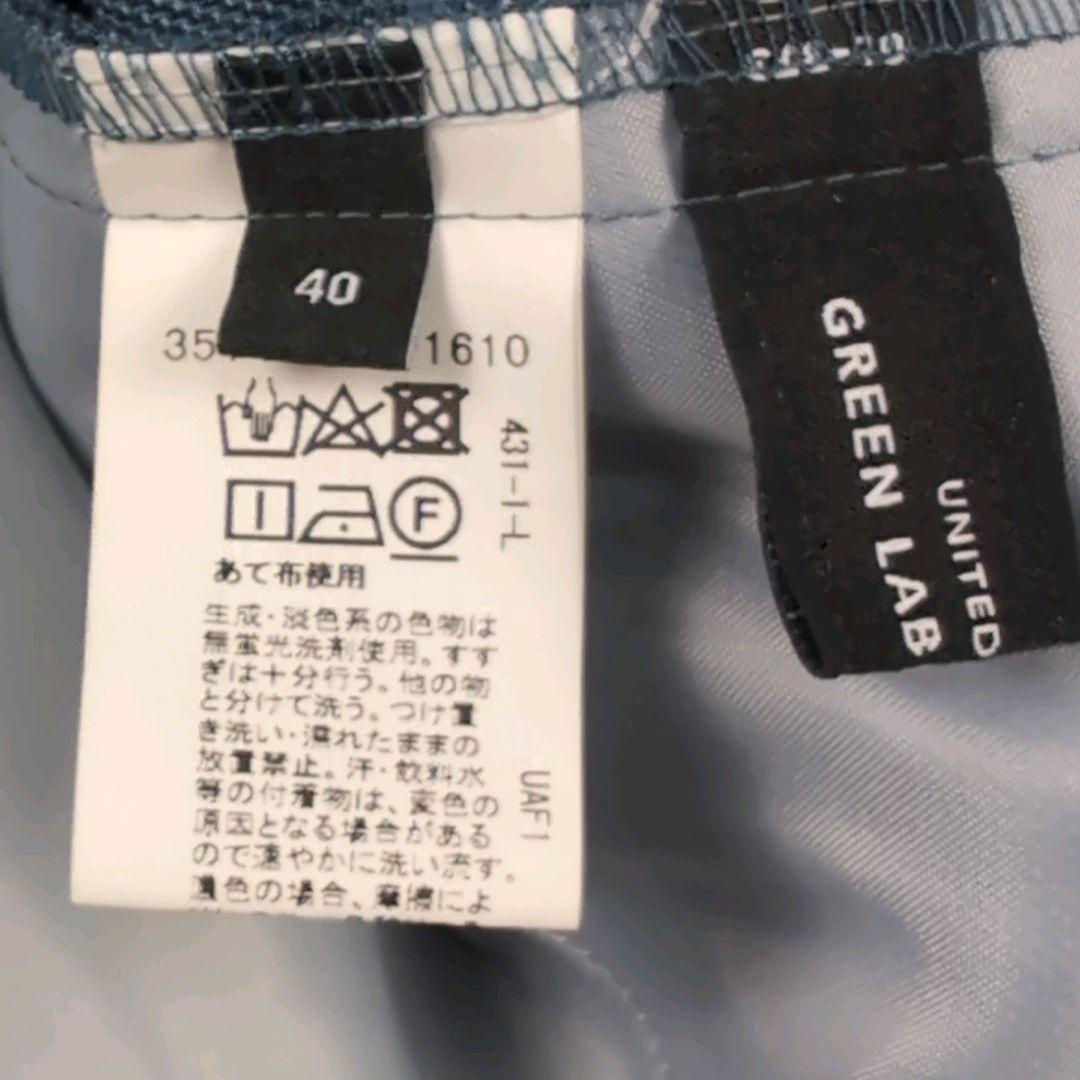 40
35
1610
431-1-L
F
あて布使用
生成・淡色系の色物は
無蛍光洗剤使用。すす
ぎは十分行う。他の物
と分けて洗う。つけ置
き洗い・濡れたままの
放置禁止。汗・飲料水
等の付着物は、変色の
原因となる場合がある
ので速やかに洗い流す。
濃色の場合、摩擦によ
UAF1
UNITED
GREEN LAB